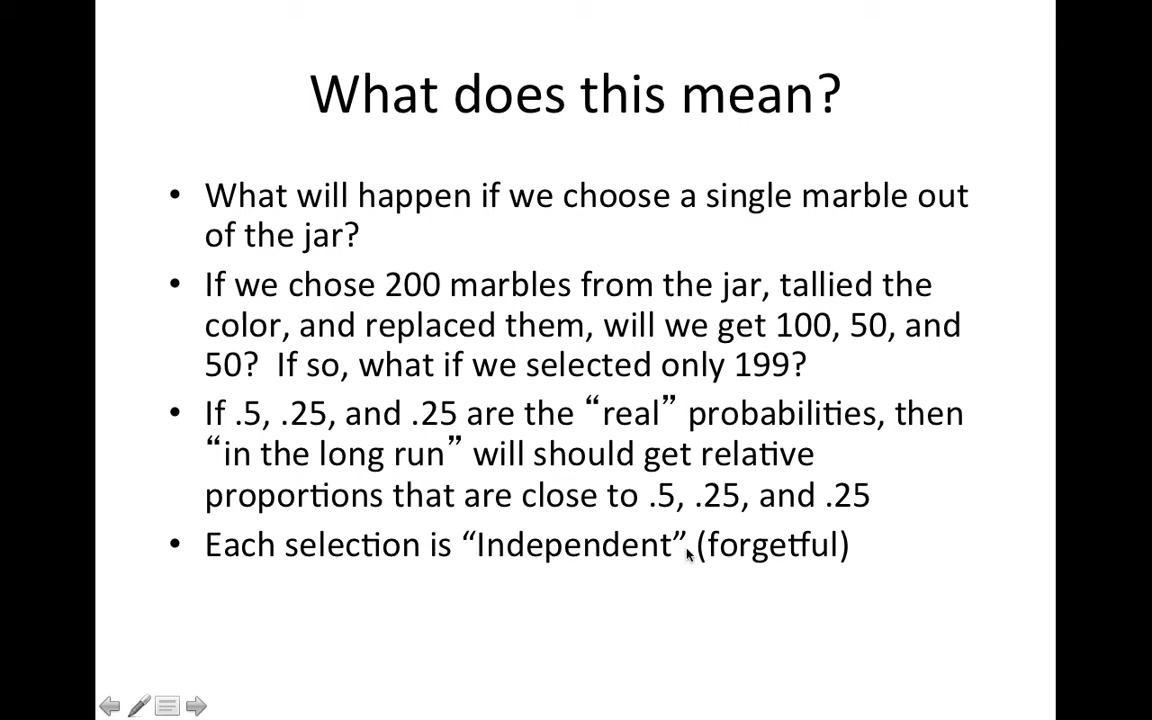 What does this mean?
• What will happen if we choose a single marble out
of the jar?
• If we chose 200 marbles from the jar, tallied the
color, and replaced them, will we get 100, 50, and
50?  If so, what if we selected only 199?
• If .5, .25, and .25 are the “real” probabilities, then
“in the long run” will should get relative
proportions that are close to .5, .25, and .25
• Each selection is “Independent” (forgetful)